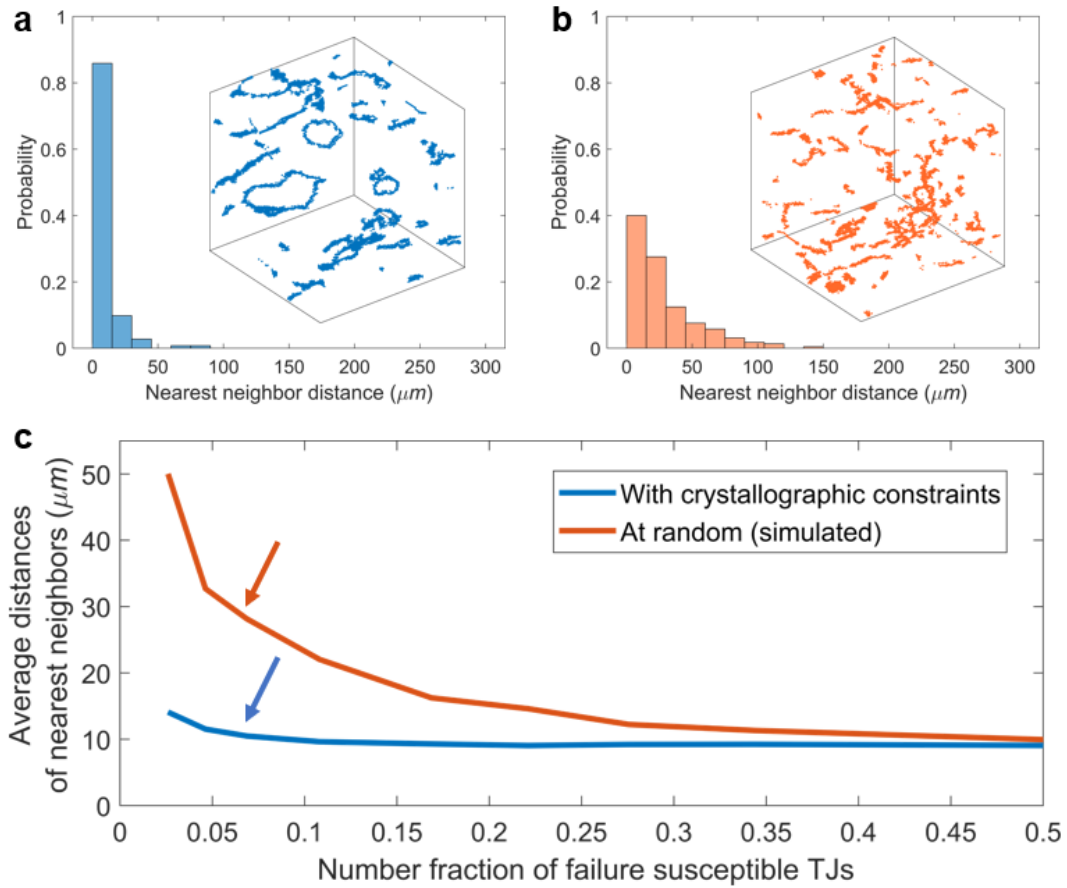 a
1
0.8
0.6
0.4
0.2
0
Probability
0 50 100 150 200 250 300
Nearest neighbor distance (μm)
b
1
0.8
0.6
0.4
0.2
0
Probability
0 50 100 150 200 250 300
Nearest neighbor distance (μm)
c
Average distances
of nearest neighbors (μm)
50
40
30
20
10
0
With crystallographic constraints
At random (simulated)
0 0.05 0.1 0.15 0.2 0.25 0.3 0.35 0.4 0.45 0.5
Number fraction of failure susceptible TJs